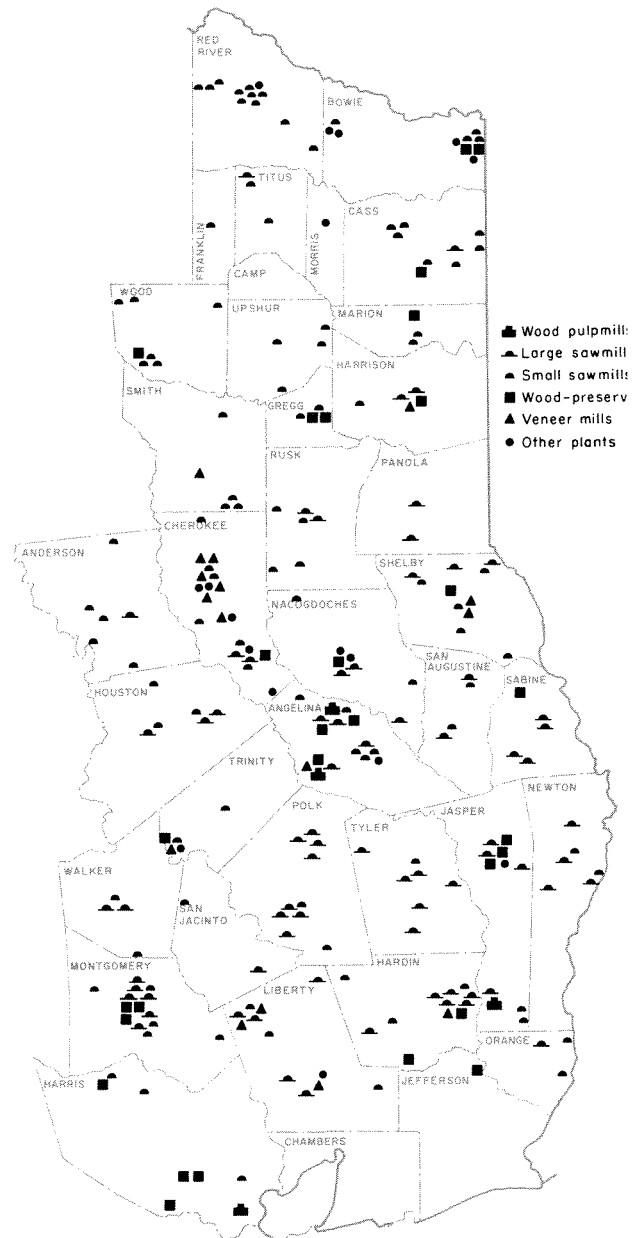 RED
RIVER
BOWIE
TITUS
CASS
FRANKLIN
MORRIS
CAMP
WOOD
UPSHUR
MARION
Wood pulpmills
Large sawmill
Small sawmills
Wood-preserv
Veneer mills
Other plants
HARRISON
SMITH
GREGG
RUSK
PANOLA
CHEROKEE
ANDERSON
SHELBY
NACOGDOCHES
SAN
AUGUSTINE
SABINE
HOUSTON
ANGELINA
TRINITY
NEWTON
POLK
JASPER
TYLER
WALKER
SAN
JACINTO
MONTGOMERY
HARDIN
LIBERTY
ORANGE
HARRIS
JEFFERSON
CHAMBERS